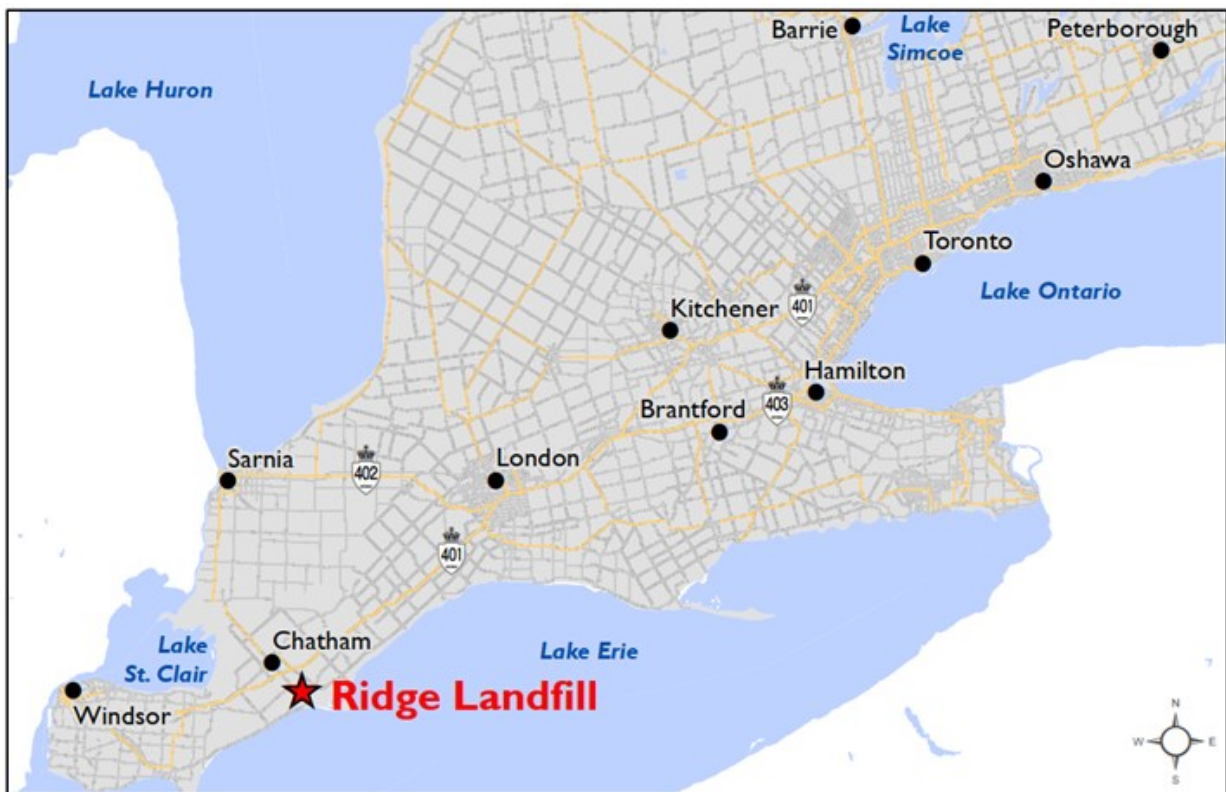 Barrie
Lake
Simcoe
Peterborough
Lake Huron
Oshawa
Toronto
Lake Ontario
Kitchener
401
Hamilton
Brantford
403
Sarnia
402
London
401
Chatham
Lake
St. Clair
Lake Erie
Ridge Landfill
Windsor
N
W
E
S